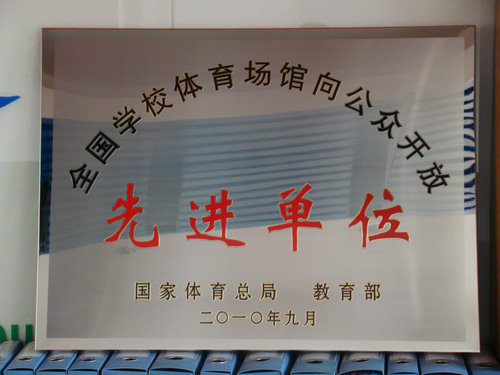 全国学校体育场馆向公众开放
先进单位
国家体育总局 教育部
二〇一〇年九月